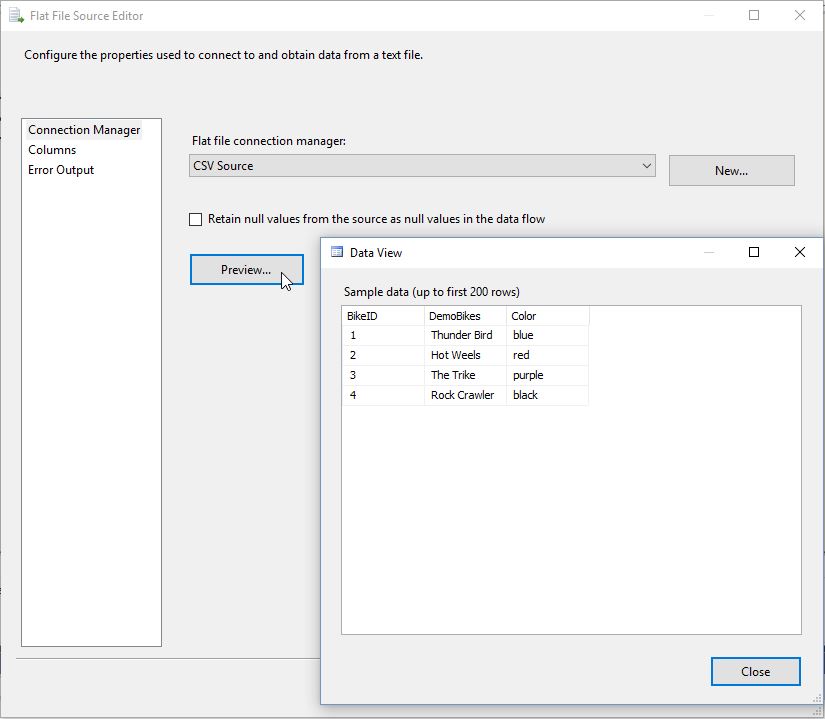 Flat File Source Editor
Configure the properties used to connect to and obtain data from a text file.
Connection Manager
Columns
Error Output
Flat file connection manager:
CSV Source
New...
Retain null values from the source as null values in the data flow
Preview...
Data View
Sample data (up to first 200 rows)
BikeID DemoBikes Color
1 Thunder Bird blue
2 Hot Weels red
3 The Trike purple
4 Rock Crawler black
Close